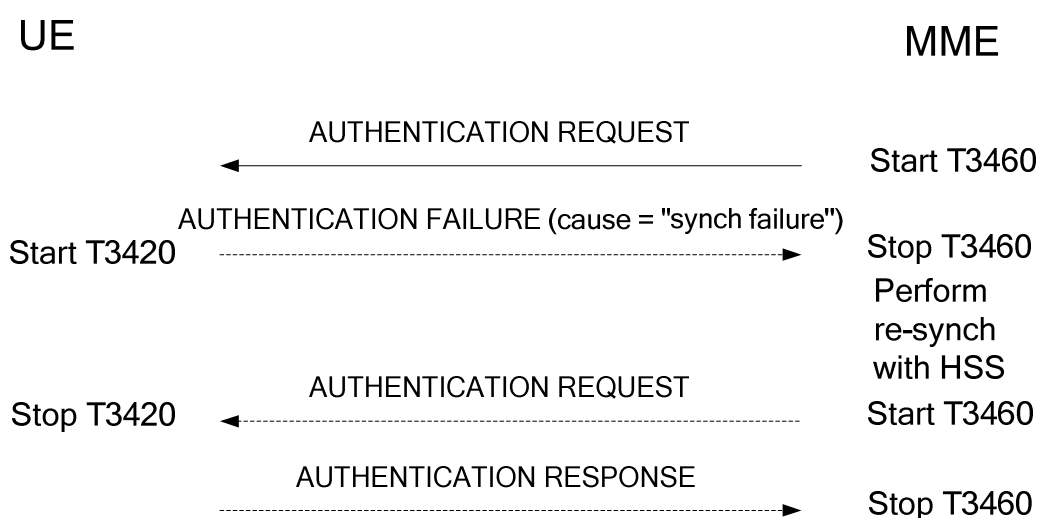 UE
MME
AUTHENTICATION REQUEST
Start T3460
AUTHENTICATION FAILURE (cause = "synch failure")
Start T3420
Stop T3460
Perform
re-synch
with HSS
AUTHENTICATION REQUEST
Stop T3420
Start T3460
AUTHENTICATION RESPONSE
Stop T3460